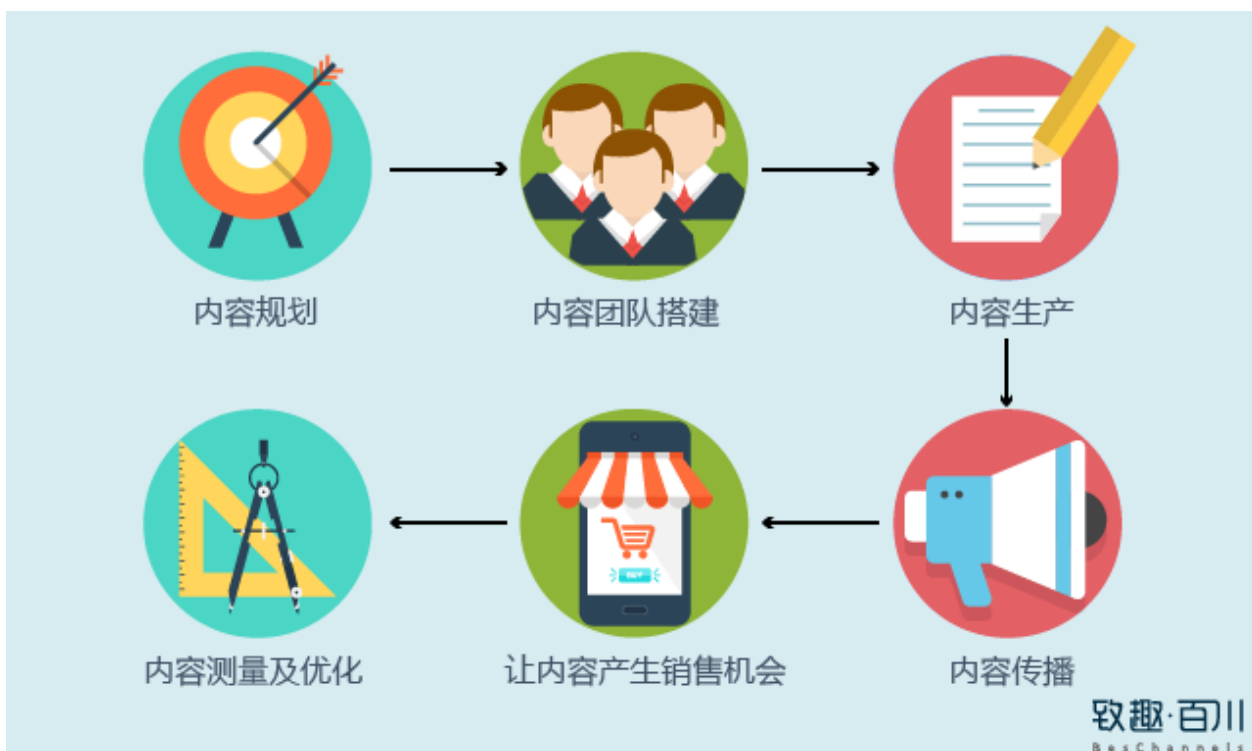 内容规划
内容团队搭建
内容生产
内容传播
让内容产生销售机会
内容测量及优化
致趣·百川
BesChannels